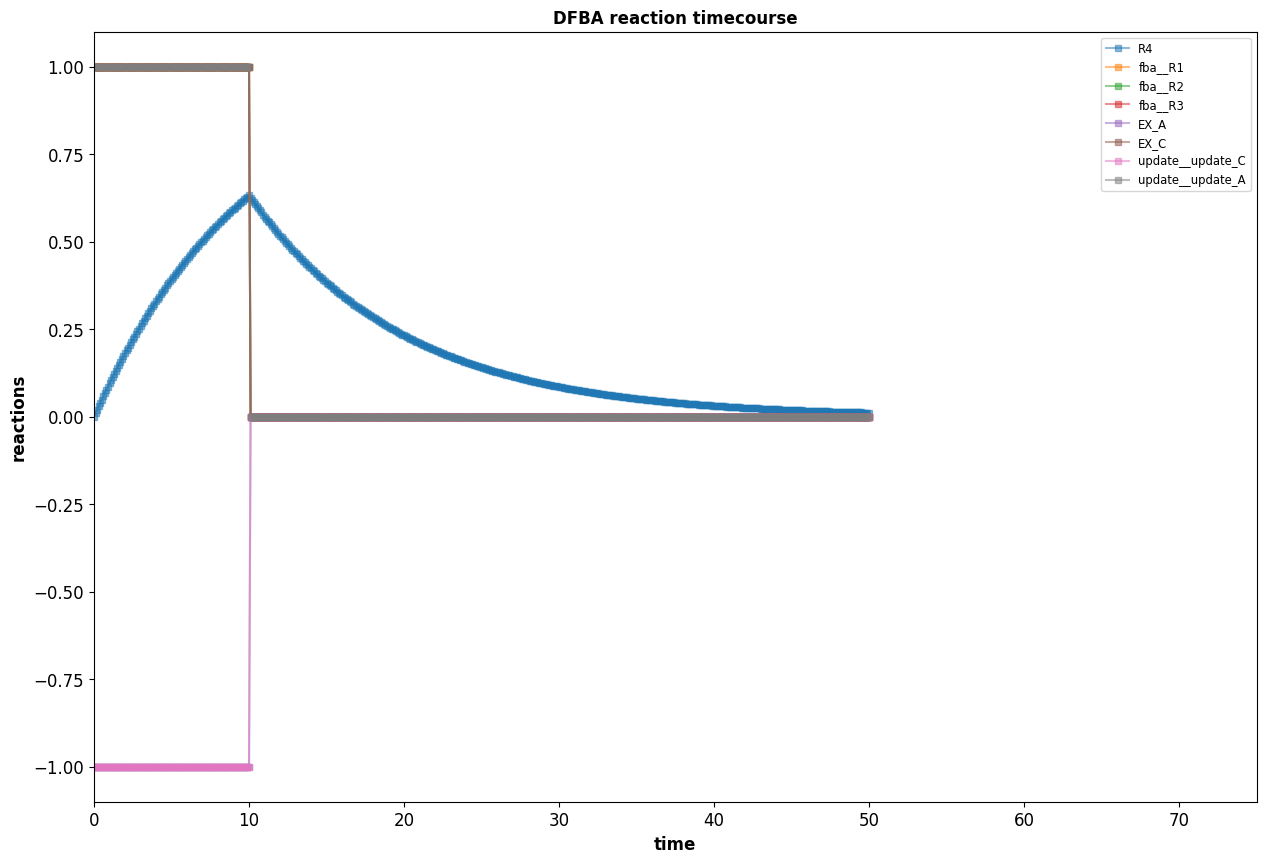 DFBA reaction timecourse
R4
fba__R1
fba__R2
fba__R3
EX_A
EX_C
update__update_C
update__update_A
1.00
0.75
0.50
0.25
0.00
−0.25
−0.50
−0.75
−1.00
reactions
0 10 20 30 40 50 60 70
time